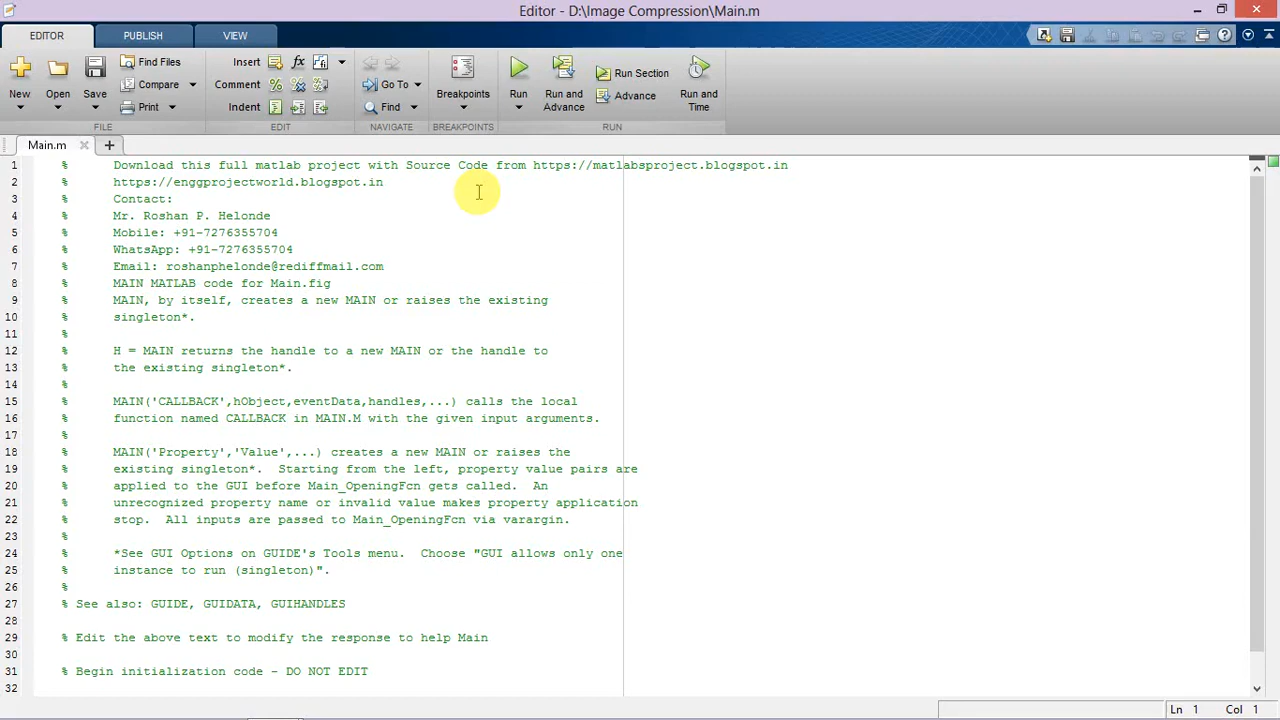 Editor - D:\Image Compression\Main.m
EDITOR PUBLISH VIEW
New Open Save Find Files Compare Print
FILE
Insert Comment Indent
EDIT
Go To Find
NAVIGATE
Breakpoints
BREAKPOINTS
Run Run and Advance Run Section Advance Run and Time
RUN
Main.m
1 % Download this full matlab project with Source Code from https://matlabsproject.blogspot.in
2 % https://enggprojectworld.blogspot.in
3 % Contact:
4 % Mr. Roshan P. Helonde
5 % Mobile: +91-7276355704
6 % WhatsApp: +91-7276355704
7 % Email: roshanphelonde@rediffmail.com
8 % MAIN MATLAB code for Main.fig
9 % MAIN, by itself, creates a new MAIN or raises the existing
10 % singleton*.
11 %
12 % H = MAIN returns the handle to a new MAIN or the handle to
13 % the existing singleton*.
14 %
15 % MAIN('CALLBACK',hObject,eventData,handles,...) calls the local
16 % function named CALLBACK in MAIN.M with the given input arguments.
17 %
18 % MAIN('Property','Value',...) creates a new MAIN or raises the
19 % existing singleton*.  Starting from the left, property value pairs are
20 % applied to the GUI before Main_OpeningFcn gets called.  An
21 % unrecognized property name or invalid value makes property application
22 % stop.  All inputs are passed to Main_OpeningFcn via varargin.
23 %
24 % *See GUI Options on GUIDE's Tools menu.  Choose "GUI allows only one
25 % instance to run (singleton)".
26 %
27 % See also: GUIDE, GUIDATA, GUIHANDLES
28
29 % Edit the above text to modify the response to help Main
30
31 % Begin initialization code - DO NOT EDIT
32
Ln 1 Col 1